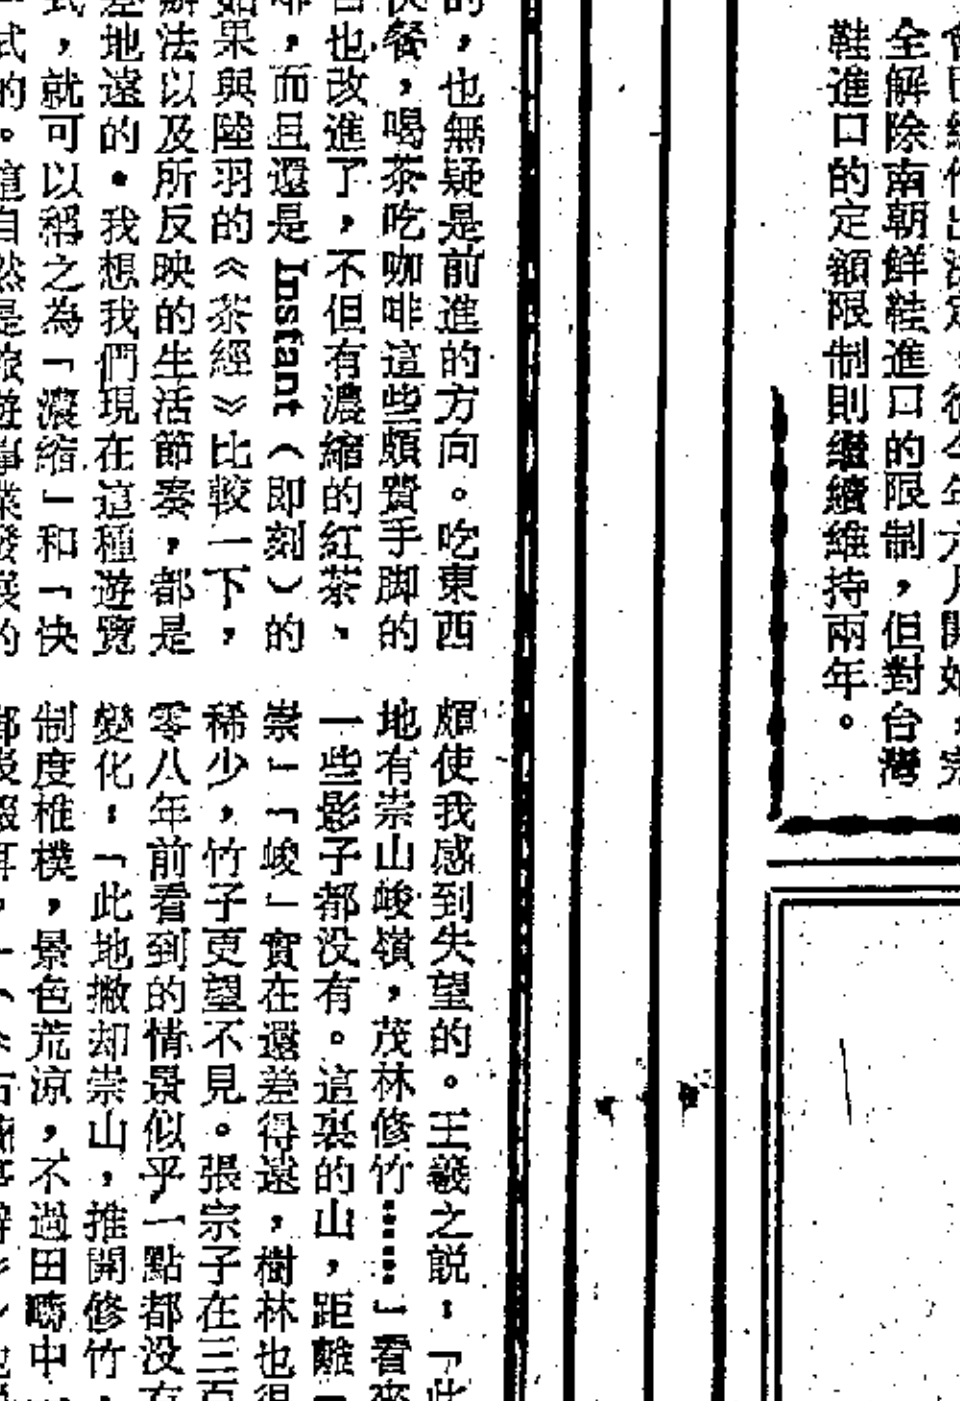 全解除南朝鮮鞋進口的限制，但對台灣
鞋進口的定額限制則繼續維持兩年。
的，也無疑是前進的方向。吃東西
快餐，喝茶吃咖啡這些頗費手脚的
也改進了，不但有濃縮的紅茶、
，而且還是 Instant（即刻）的
如果與陸羽的《茶經》比較一下，
辦法以及所反映的生活節奏，都是
差地遠的。我想我們現在這種遊覽
式，就可以稱之為「濃縮」和「快
式的。這自然是旅遊事業發展的
頗使我感到失望的。王羲之説：「此
地有崇山峻嶺，茂林修竹……」看來
一些影子都没有。這裏的山，距離
崇」「峻」實在還差得遠，樹林也很
稀少，竹子更望不見。張宗子在三百
零八年前看到的情景似乎一點都没有
變化：「此地撇却崇山，推開修竹，
制度椎樸，景色荒凉，不過田疇中